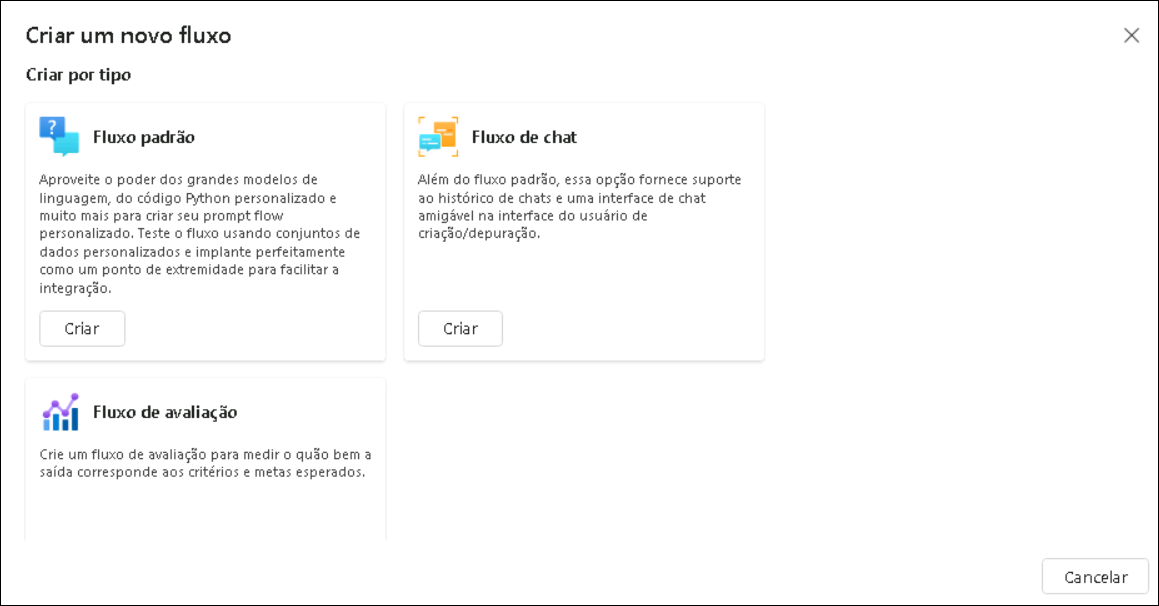 Criar um novo fluxo
Criar por tipo
?
Fluxo padrão
Aproveite o poder dos grandes modelos de
linguagem, do código Python personalizado e
muito mais para criar seu prompt flow
personalizado. Teste o fluxo usando conjuntos de
dados personalizados e implante perfeitamente
como um ponto de extremidade para facilitar a
integração.
Criar
Fluxo de chat
Além do fluxo padrão, essa opção fornece suporte
ao histórico de chats e uma interface de chat
amigável na interface do usuário de
criação/depuração.
Criar
Fluxo de avaliação
Crie um fluxo de avaliação para medir o quão bem a
saída corresponde aos critérios e metas esperados.
Cancelar